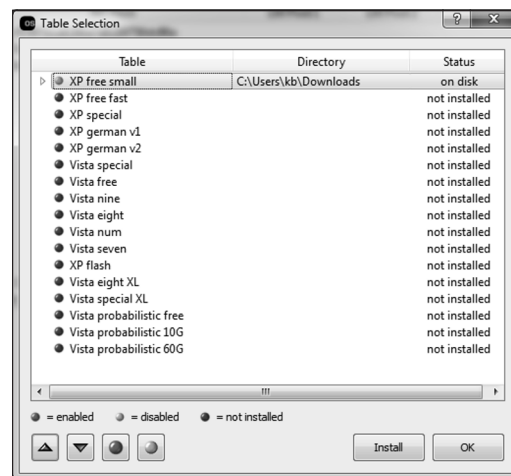 OS Table Selection ? X
Table Directory Status
XP free small C:\Users\kb\Downloads on disk
XP free fast not installed
XP special not installed
XP german v1 not installed
XP german v2 not installed
Vista special not installed
Vista free not installed
Vista nine not installed
Vista eight not installed
Vista num not installed
Vista seven not installed
XP flash not installed
Vista eight XL not installed
Vista special XL not installed
Vista probabilistic free not installed
Vista probabilistic 10G not installed
Vista probabilistic 60G not installed
= enabled = disabled = not installed
Install OK